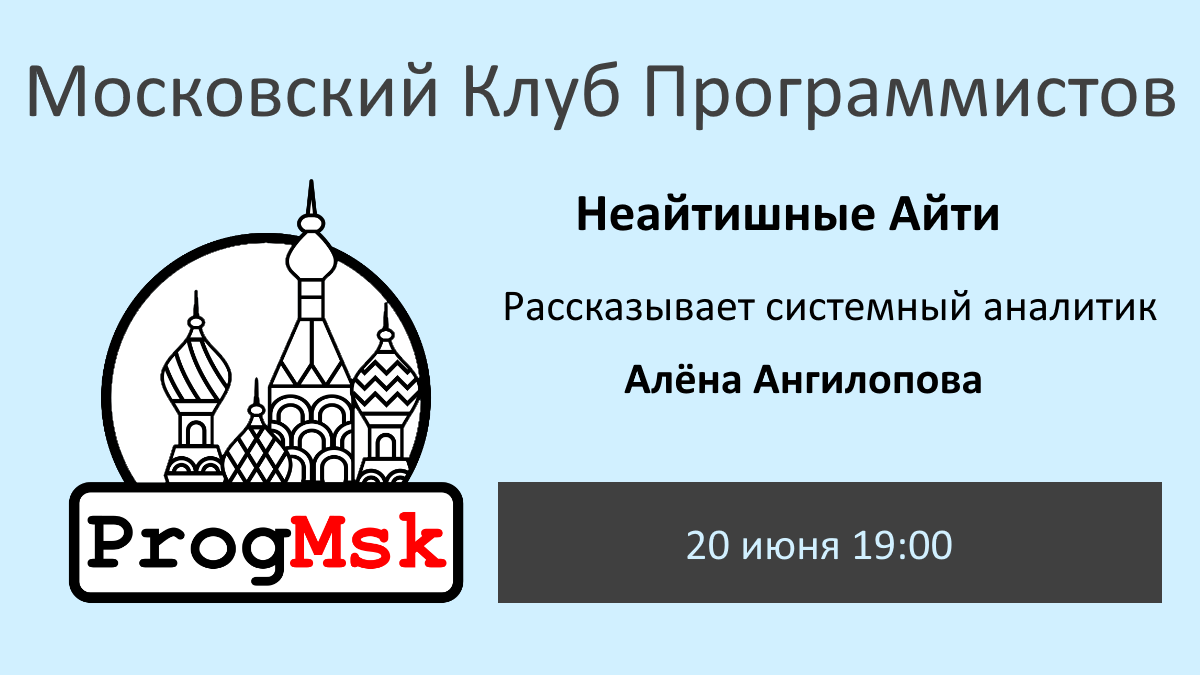 Московский Клуб Программистов
Неайтишные Айти
Рассказывает системный аналитик
Алёна Ангилопова
ProgMsk
20 июня 19:00